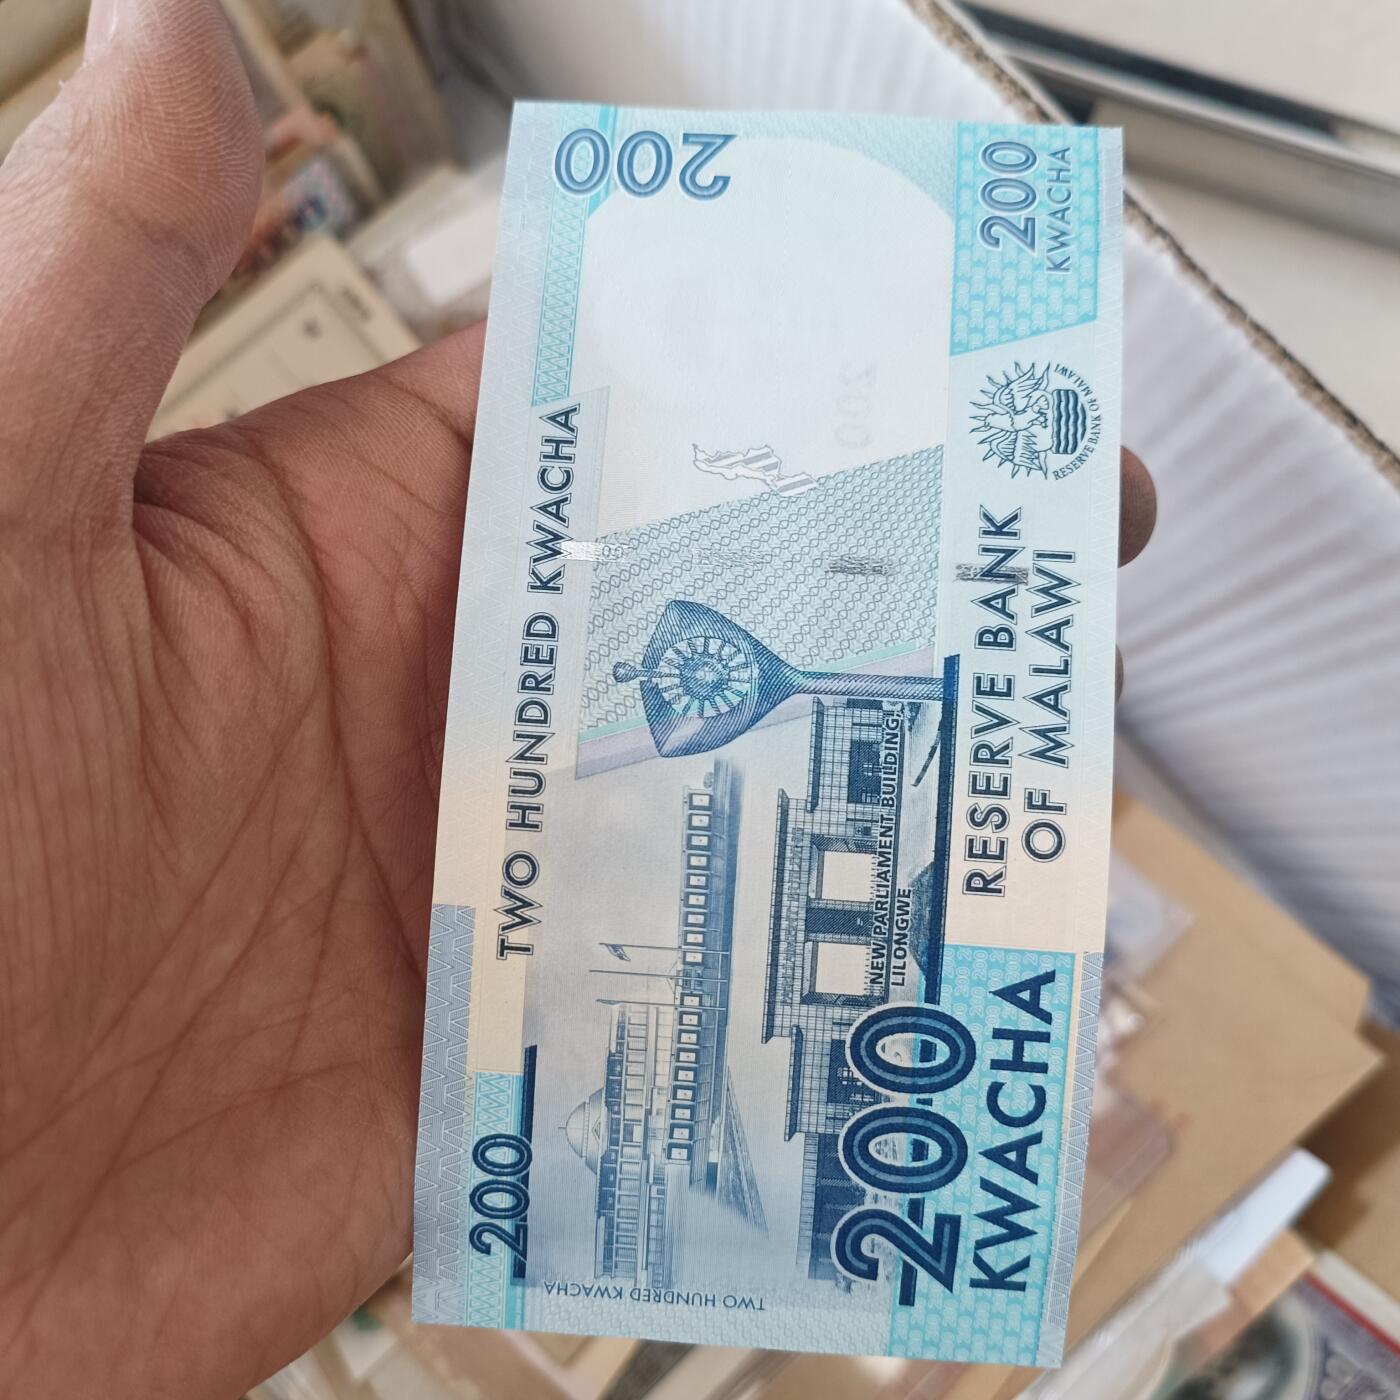 TWO HUNDRED KWACHA
200
200
TWO HUNDRED KWACHA
NEW PARLIAMENT BUILDING,
LILONGWE
200
KWACHA
RESERVE BANK
OF MALAWI
RESERVE BANK OF MALAWI
200
KWACHA
200